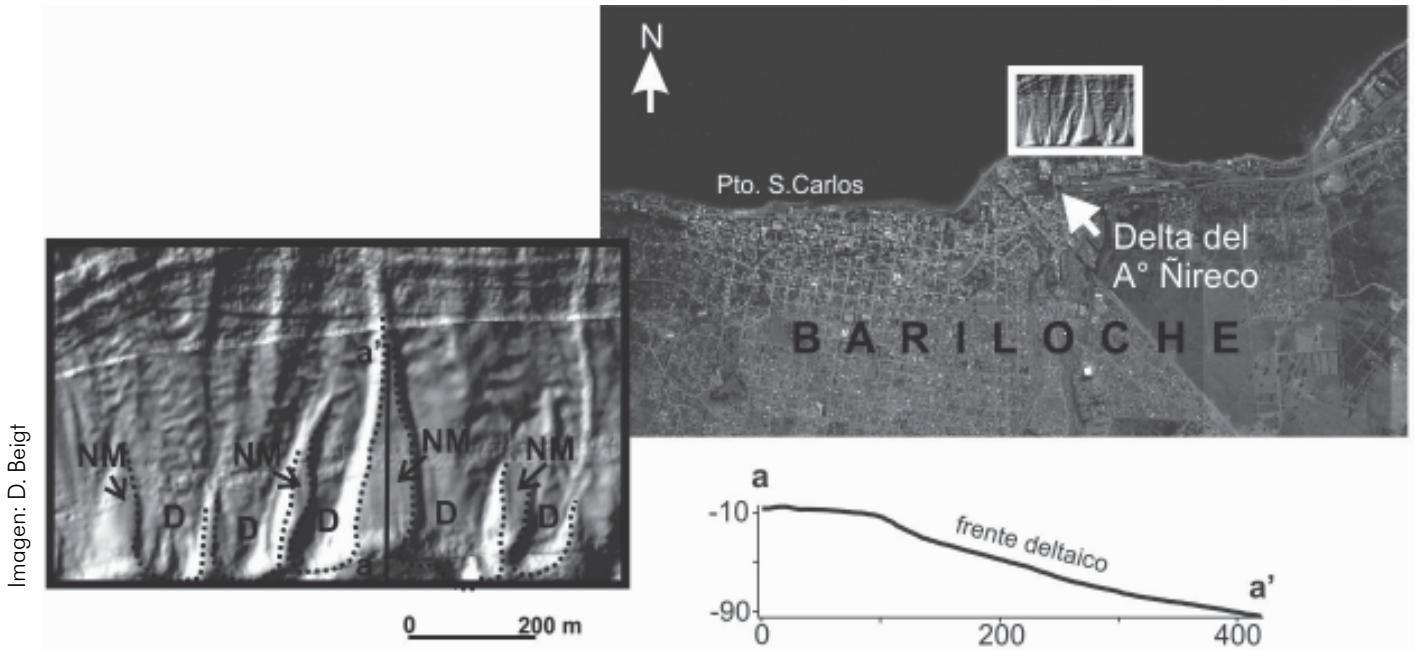 N
Pto. S.Carlos
Delta del
A° Ñireco
BARILOCHE
Imagen: D. Beigt
a'
NM
NM
NM
NM
D
D
D
D
D
a
0 200 m
a
-10
frente deltaico
a'
-90
0
200
400